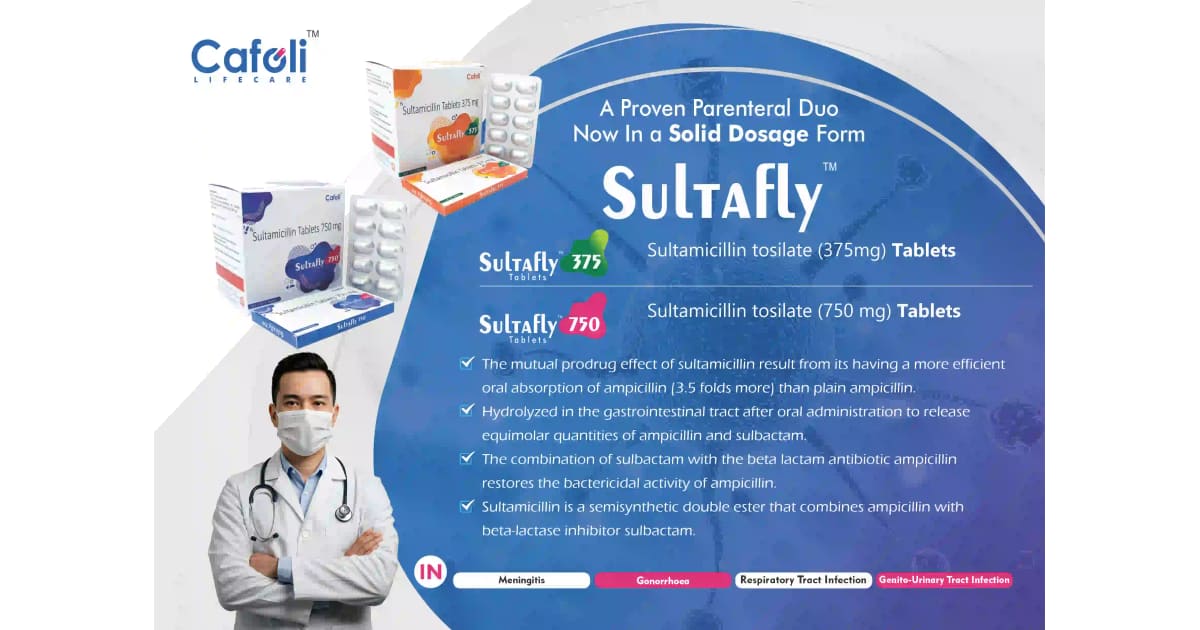 Cafoli™
LIFECARE
Cafoli
Sultamicillin Tablets 375 mg
Sultafly 375
Cafoli
Sultamicillin Tablets 750 mg
Sultafly 750
Sultafly 750
A Proven Parenteral Duo
Now In a Solid Dosage Form
Sultafly™
Sultafly™ 375
Tablets
Sultamicillin tosilate (375mg) Tablets
Sultafly™ 750
Tablets
Sultamicillin tosilate (750 mg) Tablets
The mutual prodrug effect of sultamicillin result from its having a more efficient
oral absorption of ampicillin (3.5 folds more) than plain ampicillin.
Hydrolyzed in the gastrointestinal tract after oral administration to release
equimolar quantities of ampicillin and sulbactam.
The combination of sulbactam with the beta lactam antibiotic ampicillin
restores the bactericidal activity of ampicillin.
Sultamicillin is a semisynthetic double ester that combines ampicillin with
beta-lactase inhibitor sulbactam.
IN
Meningitis
Gonorrhoea
Respiratory Tract Infection
Genito-Urinary Tract Infection